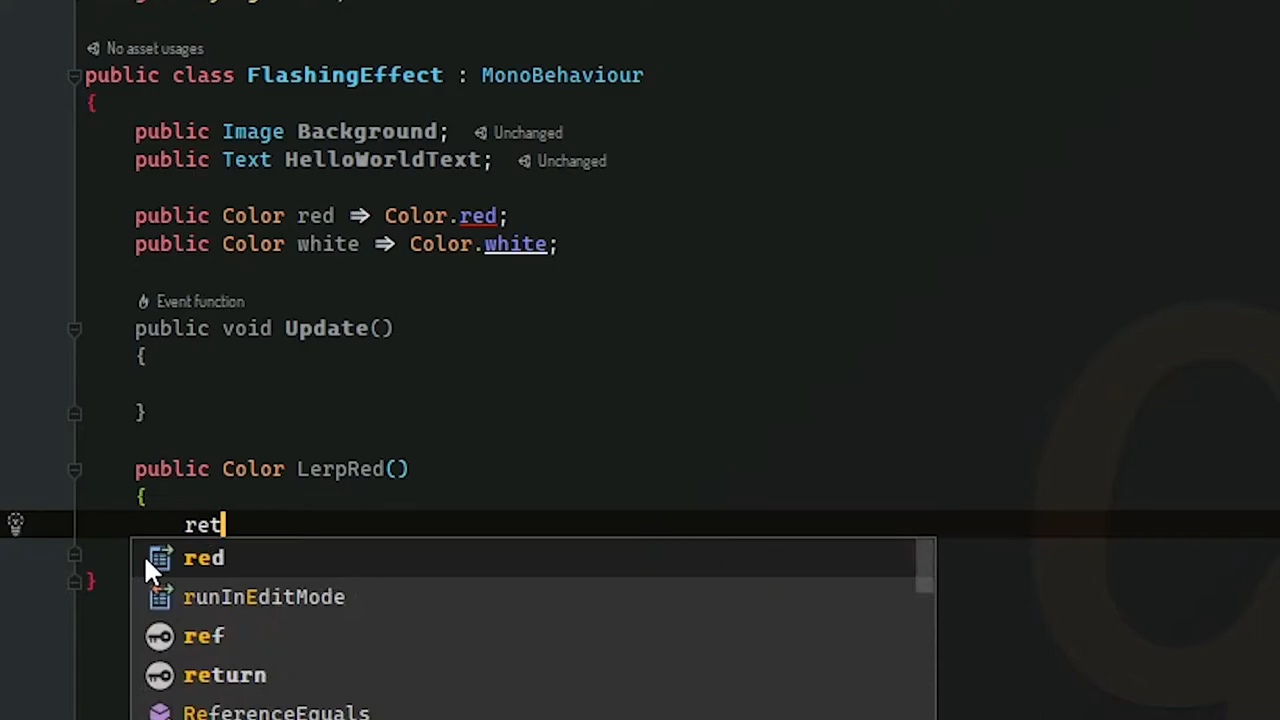 No asset usages
public class FlashingEffect : MonoBehaviour
{
public Image Background; Unchanged
public Text HelloWorldText; Unchanged
public Color red => Color.red;
public Color white => Color.white;
Event function
public void Update()
{
}
public Color LerpRed()
{
ret
red
}
runInEditMode
ref
return
ReferenceEquals